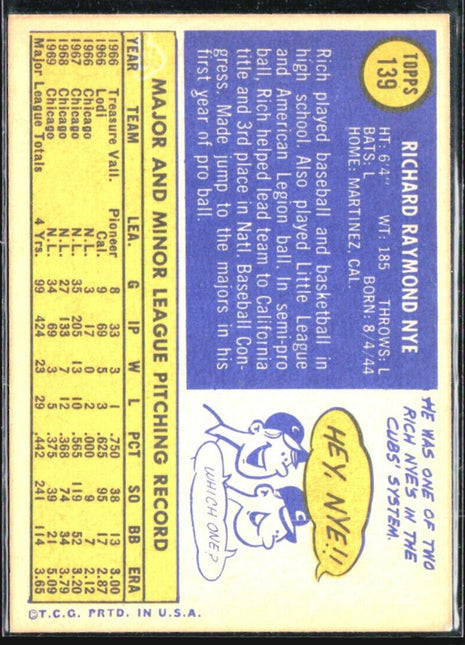 TOPPS
139
RICHARD RAYMOND NYE
HT: 6'4" WT: 185 THROWS: L
BATS: L BORN: 8/4/44
HOME: MARTINEZ, CAL.
Rich played baseball and basketball in
high school. Also played Little League
and American Legion ball. In semi-pro
ball, Rich helped lead team to California
title and 3rd place in Natl. Baseball Con-
gress. Made jump to the majors in his
first year of pro ball.
HE WAS ONE OF TWO
RICH NYE'S IN THE
CUBS' SYSTEM.
HEY, NYE!!
WHICH ONE?
MAJOR AND MINOR LEAGUE PITCHING RECORD
YEAR TEAM LEA. G IP W L PCT SO BB ERA
1966 Treasure Vall. Pioneer 8 33 3 1 .750 38 13 3.00
1966 Lodi Cal. 9 69 5 3 .625 95 16 2.87
1966 Chicago N.L. 3 17 0 2 .000 9 7 2.12
1967 Chicago N.L. 35 205 13 10 .565 119 52 3.20
1968 Chicago N.L. 27 133 7 12 .368 74 34 3.79
1969 Chicago N.L. 34 69 3 5 .375 39 21 5.09
Major League Totals 4 Yrs. 99 424 23 29 .442 241 114 3.65
©T.C.G. PRTD. IN U.S.A.